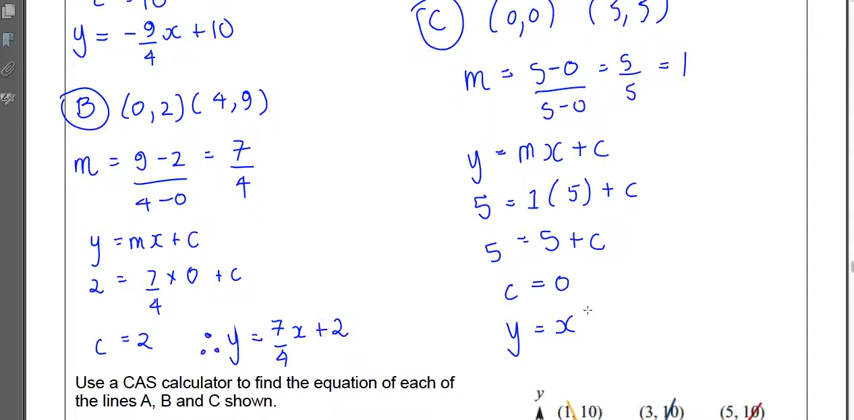 y = -9/4 x + 10
B (0,2) (4,9)
m = 9-2/4-0 = 7/4
y = mx + c
2 = 7/4 × 0 + c
c = 2 ∴ y = 7/4 x + 2
C (0,0) (5,5)
m = 5-0/5-0 = 5/5 = 1
y = mx + c
5 = 1(5) + c
5 = 5 + c
c = 0
y = x
Use a CAS calculator to find the equation of each of
the lines A, B and C shown.
y
(1, 10) (3, 10) (5, 10)